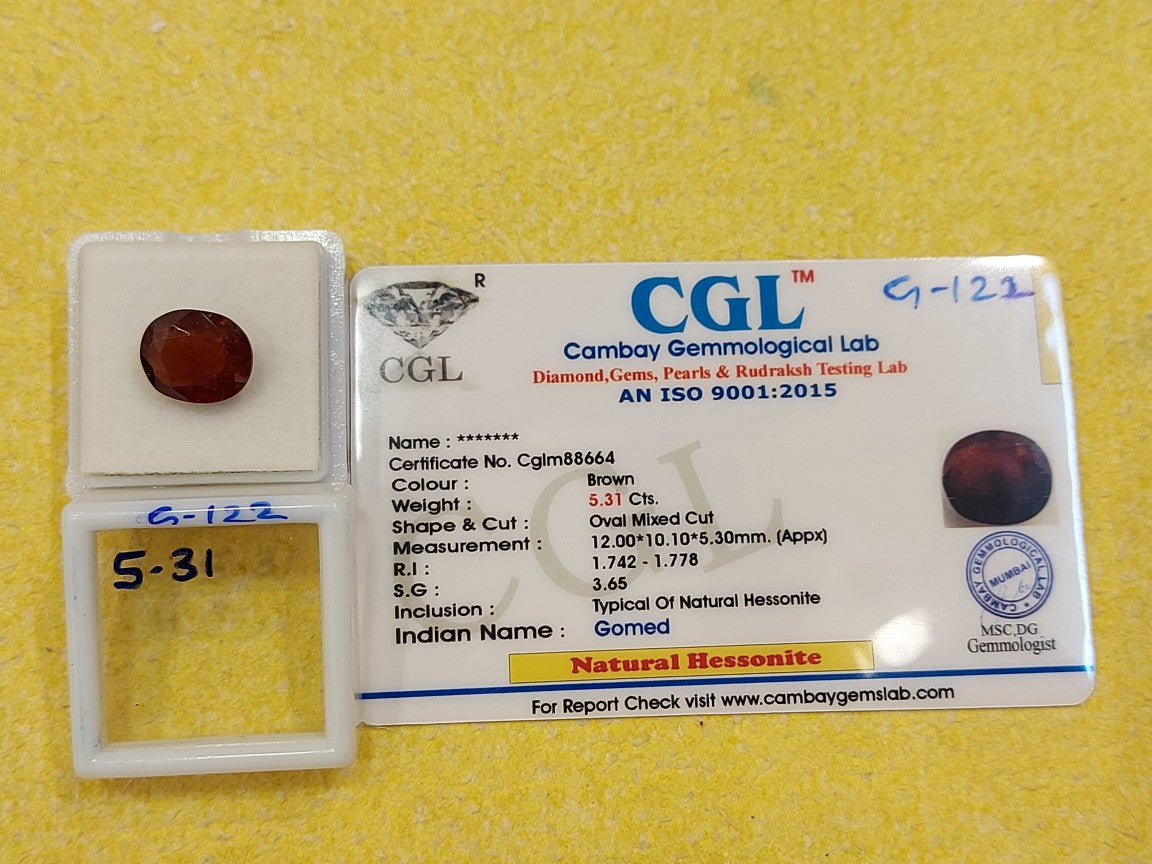 G-122
5.31
R
CGL
CGL™
G-122
Cambay Gemmological Lab
Diamond,Gems, Pearls & Rudraksh Testing Lab
AN ISO 9001:2015
Name : *******
Certificate No. Cglm88664
Colour : Brown
Weight : 5.31 Cts.
Shape & Cut : Oval Mixed Cut
Measurement : 12.00*10.10*5.30mm. (Appx)
R.I : 1.742 - 1.778
S.G : 3.65
Inclusion : Typical Of Natural Hessonite
Indian Name : Gomed
Natural Hessonite
For Report Check visit www.cambaygemslab.com
CAMBAY GEMMOLOGICAL LAB
MUMBAI
MSC,DG
Gemmologist
CGL